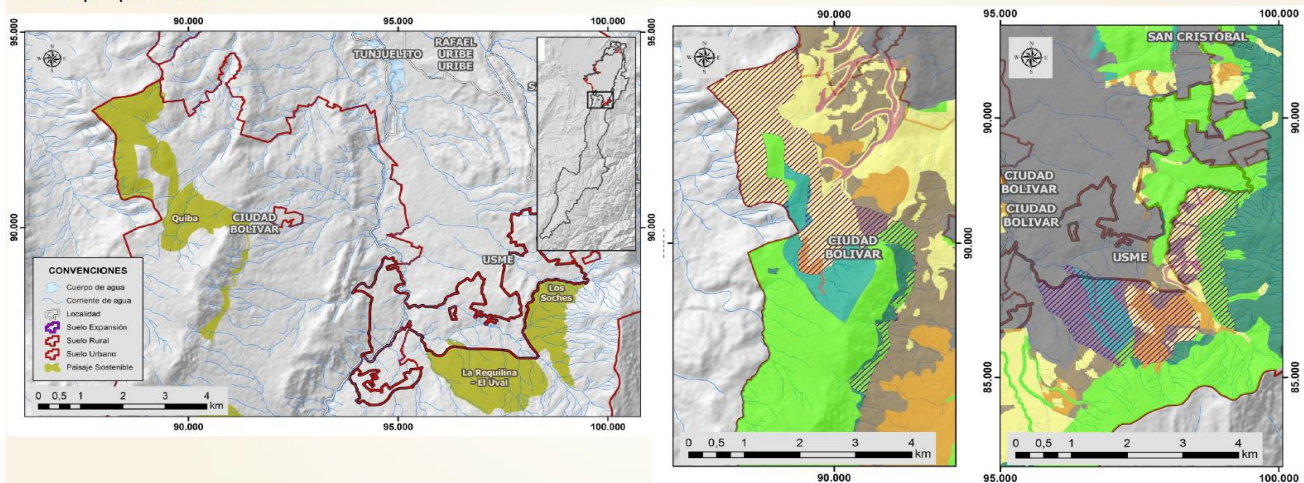 90.000
95.000
100.000
95.000
95.000
N
W
E
S
TUNJUELITO
RAFAEL
URIBE
URIBE
S
Quiba
CIUDAD
BOLIVAR
90.000
90.000
USME
Los
Soches
La Requilina
- El Uval
CONVENCIONES
Cuerpo de agua
Corriente de agua
Localidad
Suelo Expansión
Suelo Rural
Suelo Urbano
Paisaje Sostenible
0 0,5 1 2 3 4
km
90.000
95.000
100.000
90.000
N
W
E
S
CIUDAD
BOLIVAR
90.000
0 0,5 1 2 3 4
km
90.000
95.000
100.000
SAN CRISTOBAL
N
W
E
S
90.000
90.000
CIUDAD
BOLIVAR
CIUDAD
BOLIVAR
USME
85.000
85.000
0 0,5 1 2 3 4
km
95.000
100.000